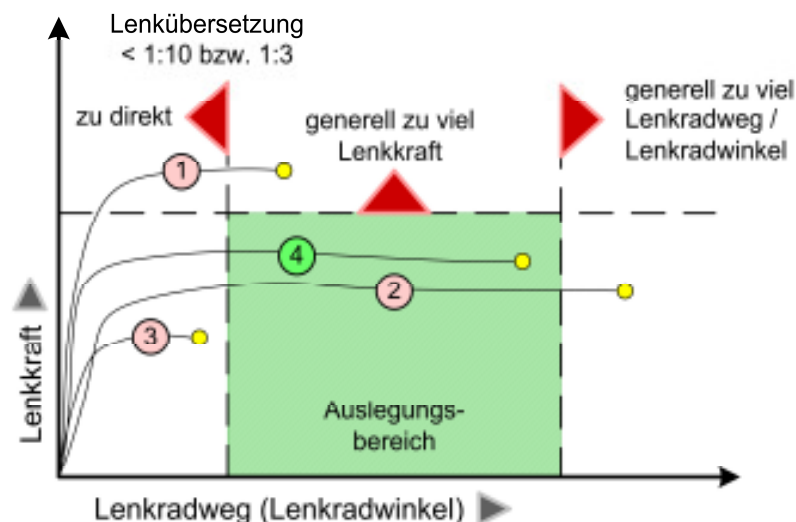 Lenkübersetzung
< 1:10 bzw. 1:3
zu direkt
generell zu viel
Lenkkraft
generell zu viel
Lenkradweg /
Lenkradwinkel
1
4
2
3
Lenkkraft
Auslegungs-
bereich
Lenkradweg (Lenkradwinkel)